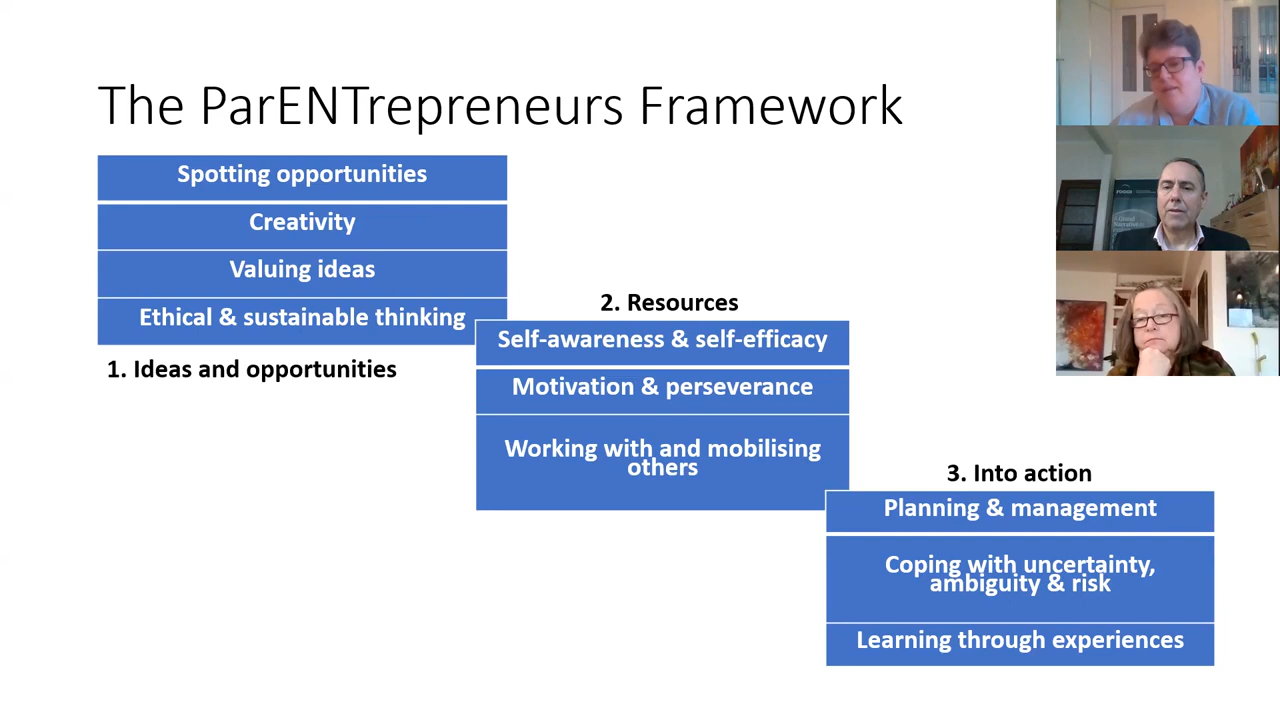 The ParENTrepreneurs Framework
Spotting opportunities
Creativity
Valuing ideas
Ethical & sustainable thinking
1. Ideas and opportunities
2. Resources
Self-awareness & self-efficacy
Motivation & perseverance
Working with and mobilising
others
3. Into action
Planning & management
Coping with uncertainty,
ambiguity & risk
Learning through experiences